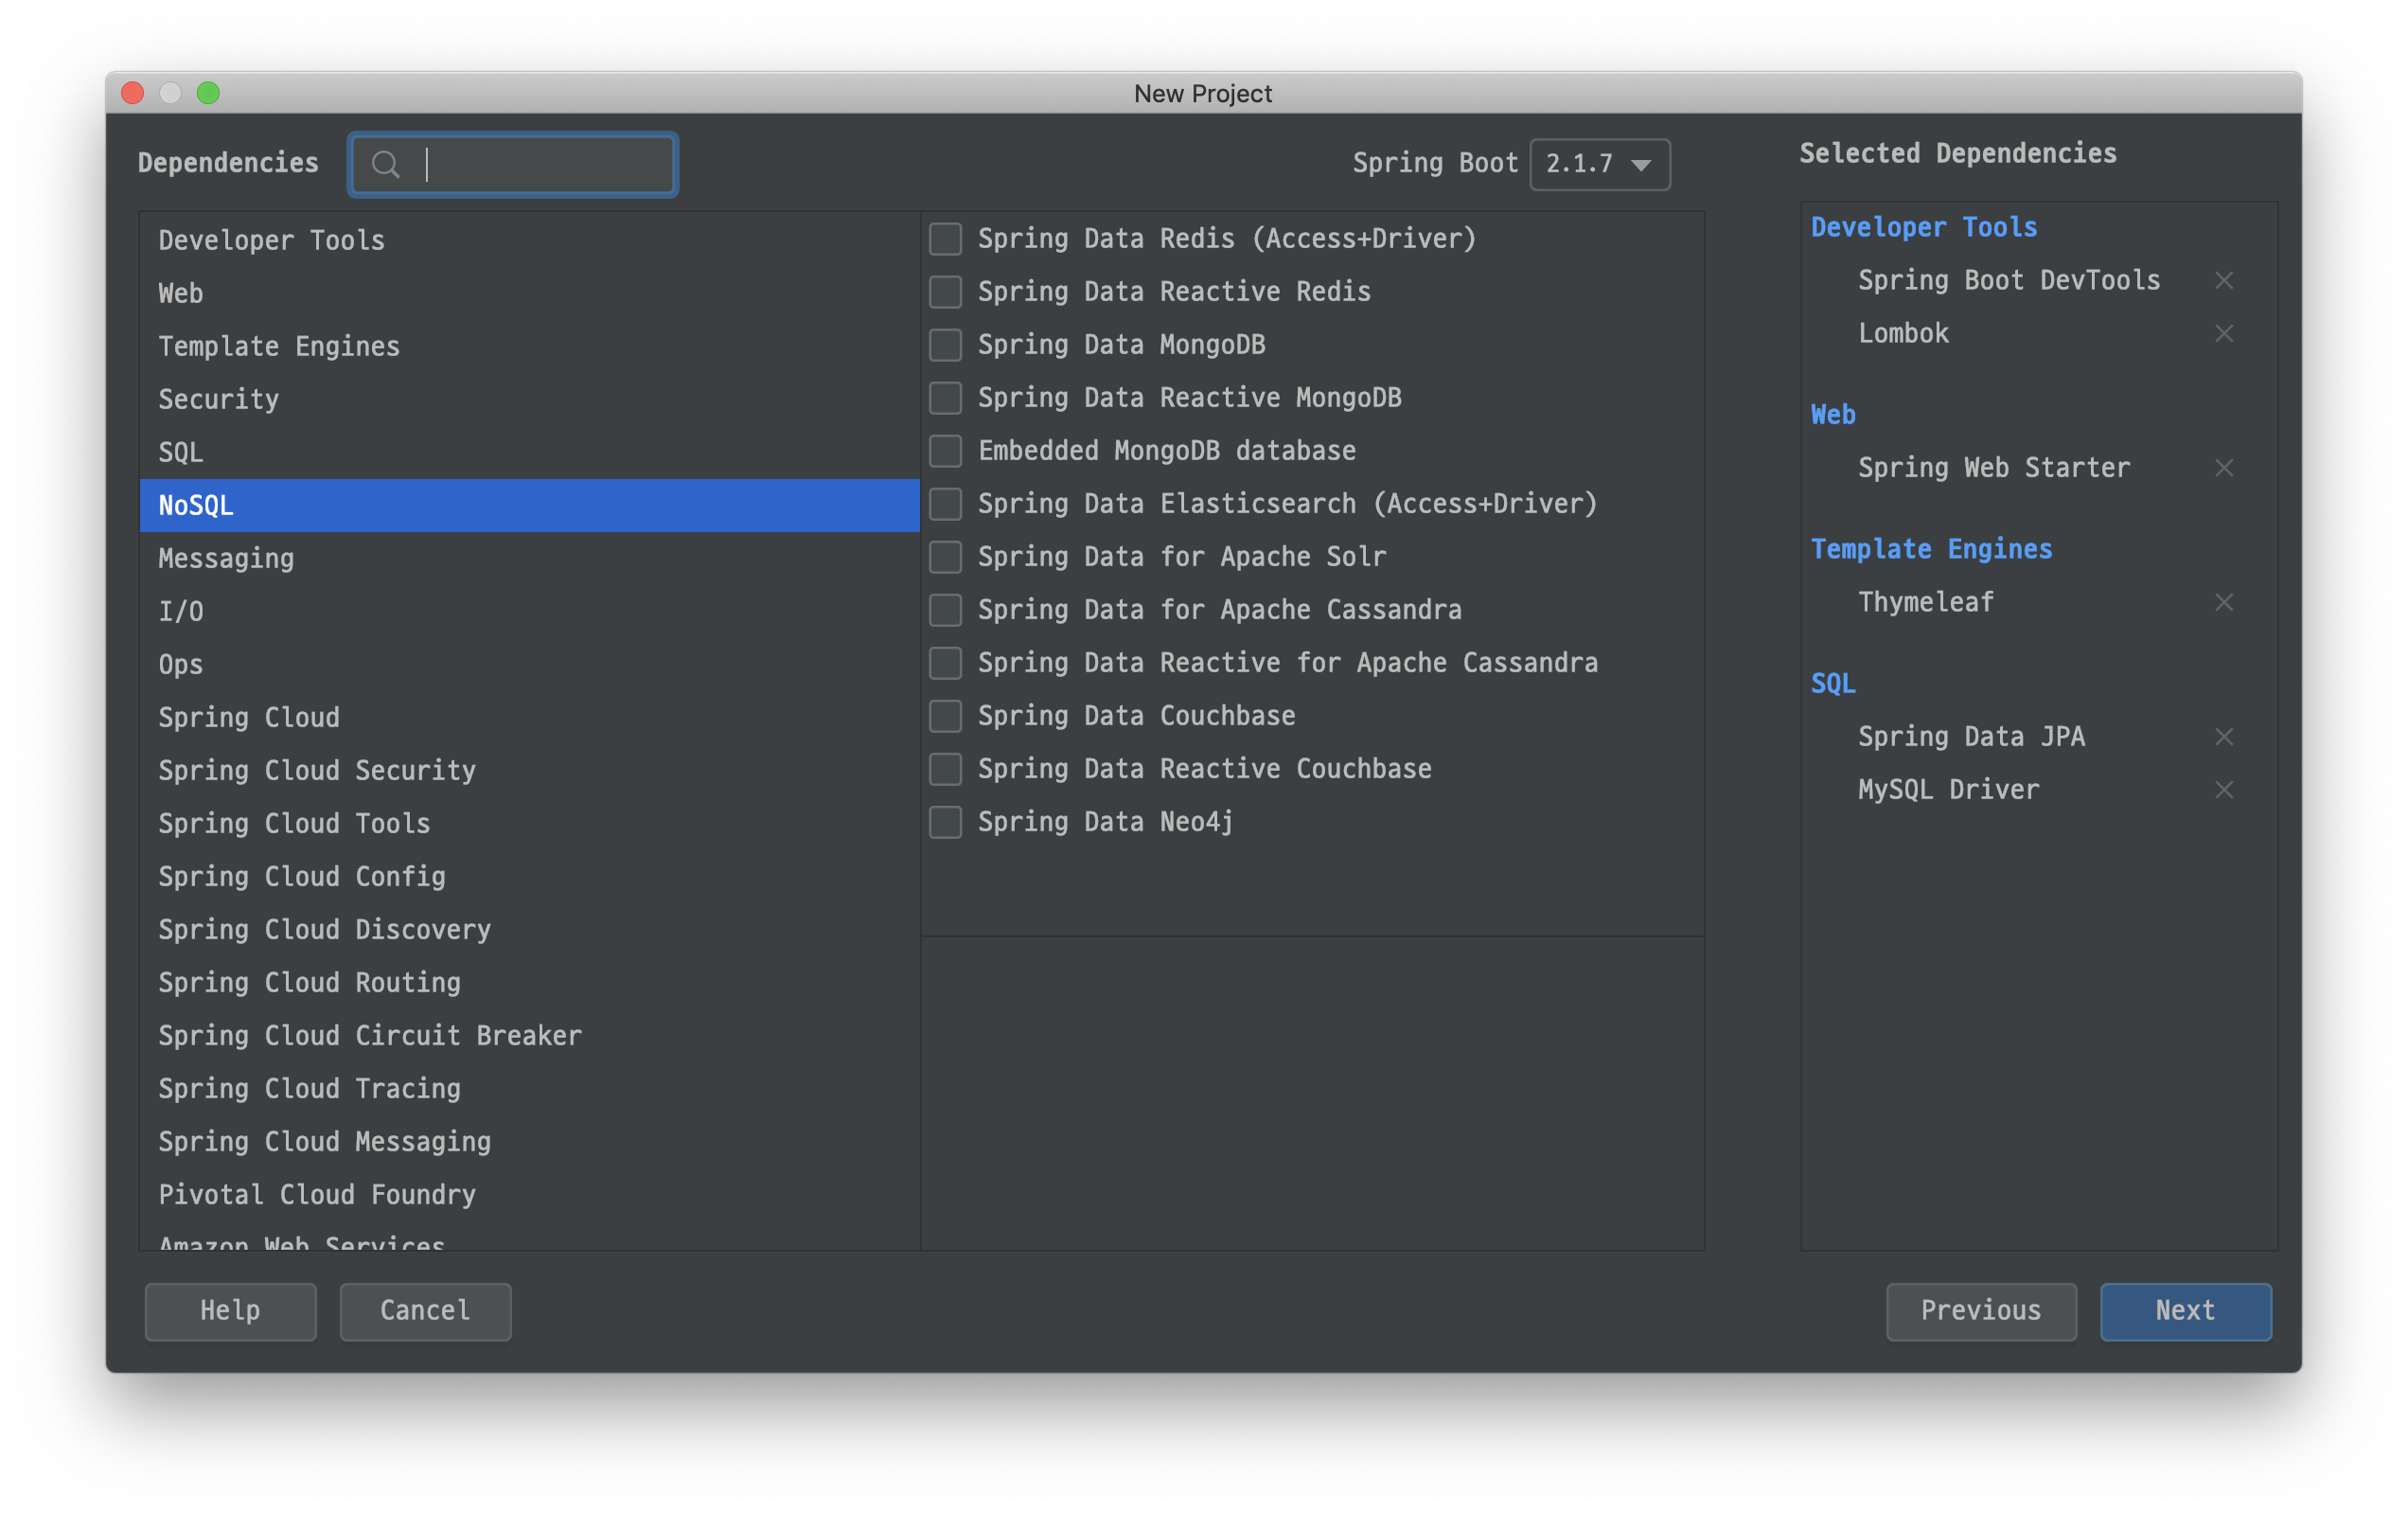 New Project
Dependencies
Spring Boot 2.1.7
Selected Dependencies
Developer Tools
Web
Template Engines
Security
SQL
NoSQL
Messaging
I/O
Ops
Spring Cloud
Spring Cloud Security
Spring Cloud Tools
Spring Cloud Config
Spring Cloud Discovery
Spring Cloud Routing
Spring Cloud Circuit Breaker
Spring Cloud Tracing
Spring Cloud Messaging
Pivotal Cloud Foundry
Amazon Web Services
Spring Data Redis (Access+Driver)
Spring Data Reactive Redis
Spring Data MongoDB
Spring Data Reactive MongoDB
Embedded MongoDB database
Spring Data Elasticsearch (Access+Driver)
Spring Data for Apache Solr
Spring Data for Apache Cassandra
Spring Data Reactive for Apache Cassandra
Spring Data Couchbase
Spring Data Reactive Couchbase
Spring Data Neo4j
Developer Tools
Spring Boot DevTools
Lombok
Web
Spring Web Starter
Template Engines
Thymeleaf
SQL
Spring Data JPA
MySQL Driver
Help
Cancel
Previous
Next